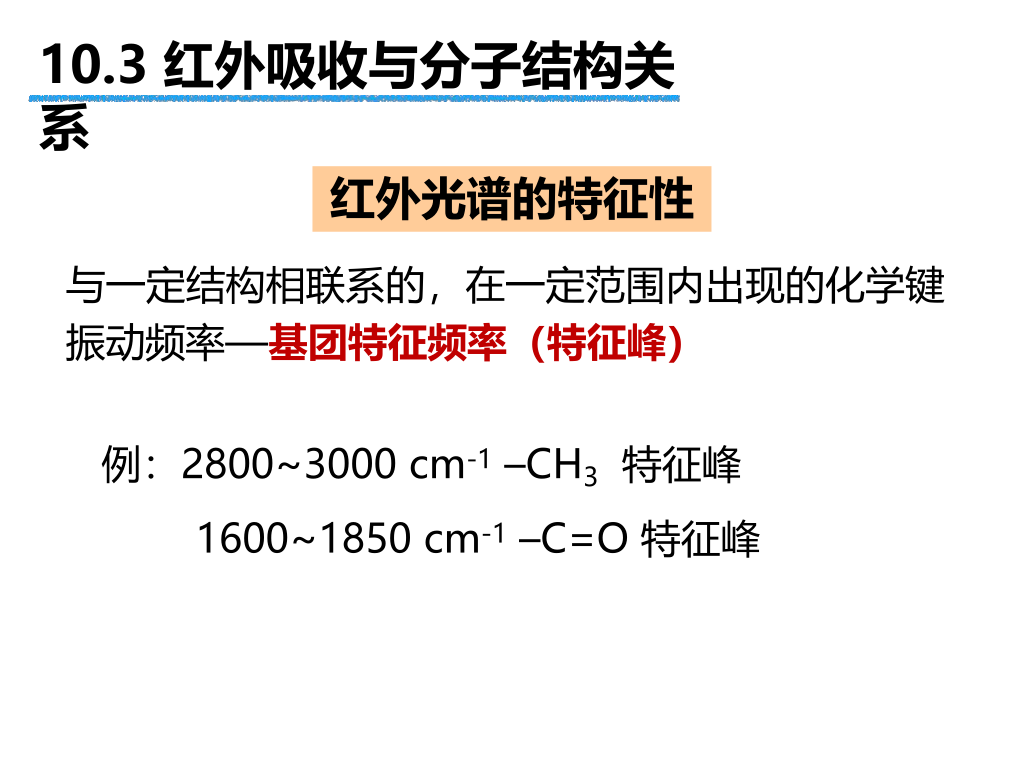 10.3 红外吸收与分子结构关
系
红外光谱的特征性
与一定结构相联系的，在一定范围内出现的化学键
振动频率—基团特征频率（特征峰）
例：2800~3000 cm⁻¹ –CH₃ 特征峰
1600~1850 cm⁻¹ –C=O 特征峰